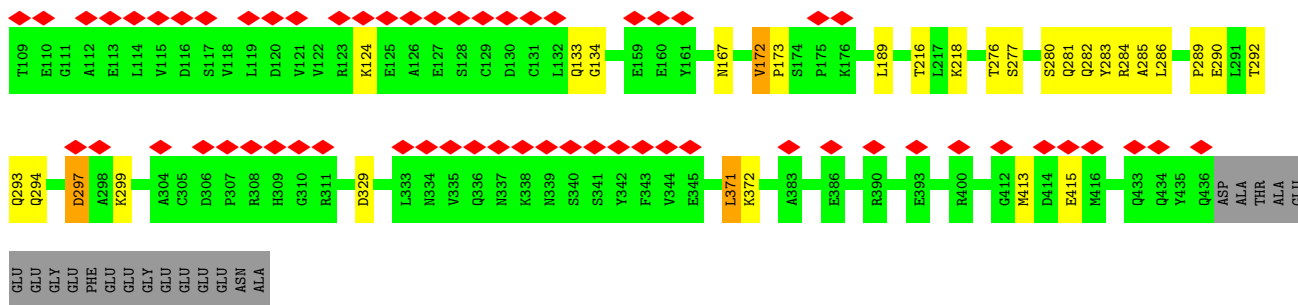 T109 E110 G111 A112 E113 L114 V115 D116 S117 V118 L119 D120 V121 V122 R123 K124 E125 A126 E127 S128 C129 D130 C131 L132 Q133 G134 E159 E160 Y161 N167 V172 P173 S174 P175 K176 L189 T216 L217 K218 T276 S277 S280 Q281 Q282 Y283 R284 A285 L286 P289 E290 L291 T292
Q293 Q294 D297 A298 K299 A304 C305 D306 P307 R308 H309 G310 R311 D329 L333 N334 V335 Q336 N337 K338 N339 S340 S341 Y342 F343 V344 E345 L371 K372 A383 E386 R390 E393 R400 G412 M413 D414 E415 M416 Q433 Q434 Y435 Q436 ASP ALA THR ALA GLU
GLU GLU GLY GLU PHE GLU GLU GLY GLU GLU GLU ASN ALA